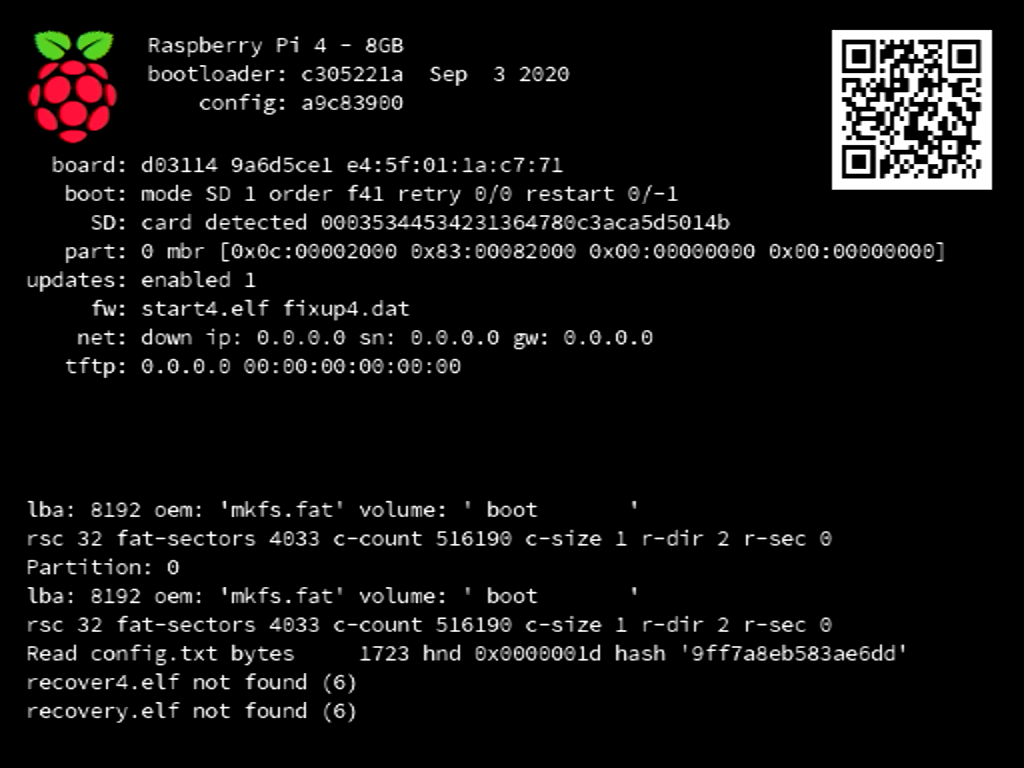 Raspberry Pi 4 - 8GB
bootloader: c305221a Sep 3 2020
config: a9c83900
board: d03114 9a6d5ce1 e4:5f:01:1a:c7:71
boot: mode SD 1 order f41 retry 0/0 restart 0/-1
SD: card detected 00035344534231364780c3aca5d5014b
part: 0 mbr [0x0c:00002000 0x83:00082000 0x00:00000000 0x00:00000000]
updates: enabled 1
fw: start4.elf fixup4.dat
net: down ip: 0.0.0.0 sn: 0.0.0.0 gw: 0.0.0.0
tftp: 0.0.0.0 00:00:00:00:00:00
lba: 8192 oem: 'mkfs.fat' volume: ' boot       '
rsc 32 fat-sectors 4033 c-count 516190 c-size 1 r-dir 2 r-sec 0
Partition: 0
lba: 8192 oem: 'mkfs.fat' volume: ' boot       '
rsc 32 fat-sectors 4033 c-count 516190 c-size 1 r-dir 2 r-sec 0
Read config.txt bytes     1723 hnd 0x0000001d hash '9ff7a8eb583ae6dd'
recover4.elf not found (6)
recovery.elf not found (6)